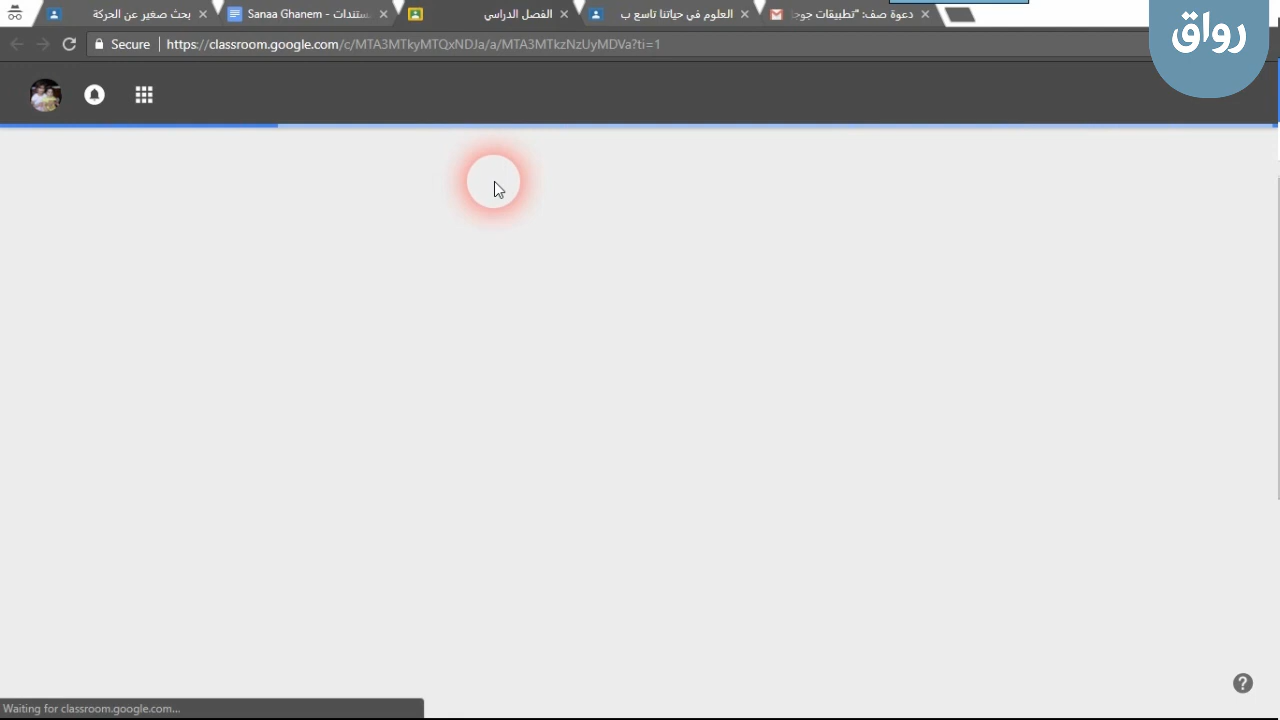 بحث صغير عن الحركة
Sanaa Ghanem - مستندات
الفصل الدراسي
العلوم في حياتنا تاسع ب
دعوة صف: "تطبيقات جوجل
رواق
Secure https://classroom.google.com/c/MTA3MTkyMTQxNDJa/a/MTA3MTkzNzUyMDVa?ti=1
Waiting for classroom.google.com...